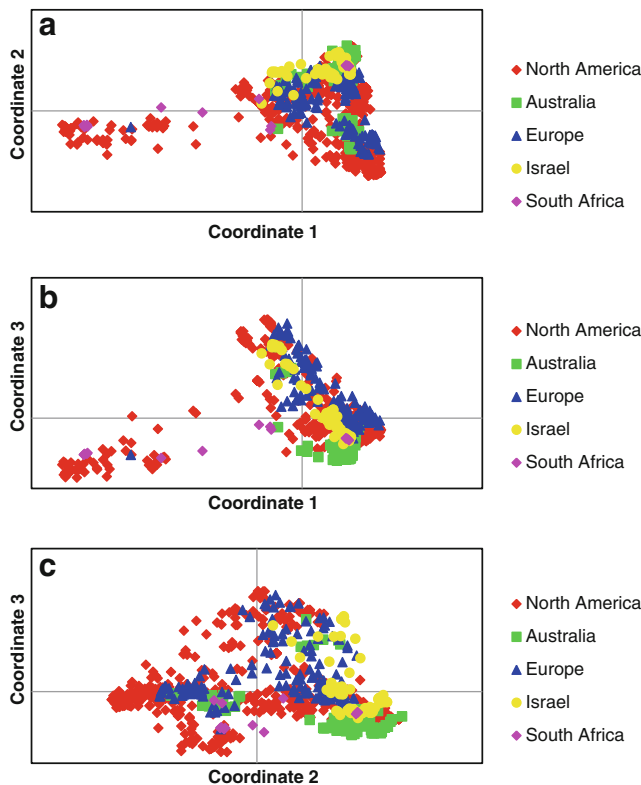 a
Coordinate 2
Coordinate 1
North America
Australia
Europe
Israel
South Africa
b
Coordinate 3
Coordinate 1
North America
Australia
Europe
Israel
South Africa
c
Coordinate 3
Coordinate 2
North America
Australia
Europe
Israel
South Africa